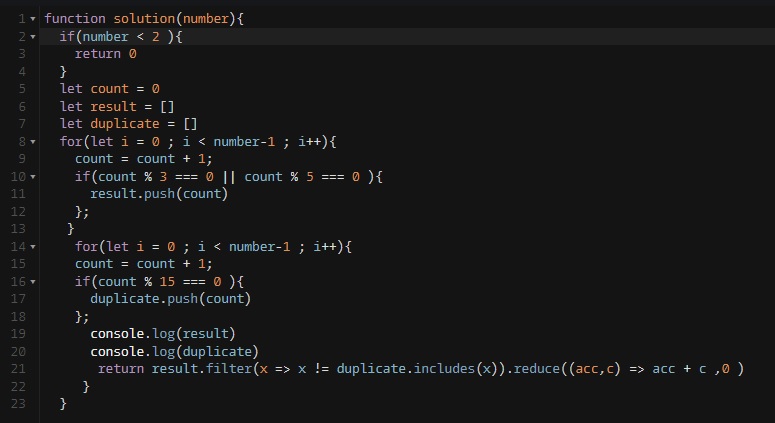 1 function solution(number){
2 if(number < 2 ){
3 return 0
4 }
5 let count = 0
6 let result = []
7 let duplicate = []
8 for(let i = 0 ; i < number-1 ; i++){
9 count = count + 1;
10 if(count % 3 === 0 || count % 5 === 0 ){
11 result.push(count)
12 };
13 }
14 for(let i = 0 ; i < number-1 ; i++){
15 count = count + 1;
16 if(count % 15 === 0 ){
17 duplicate.push(count)
18 };
19 console.log(result)
20 console.log(duplicate)
21 return result.filter(x => x != duplicate.includes(x)).reduce((acc,c) => acc + c ,0 )
22 }
23 }